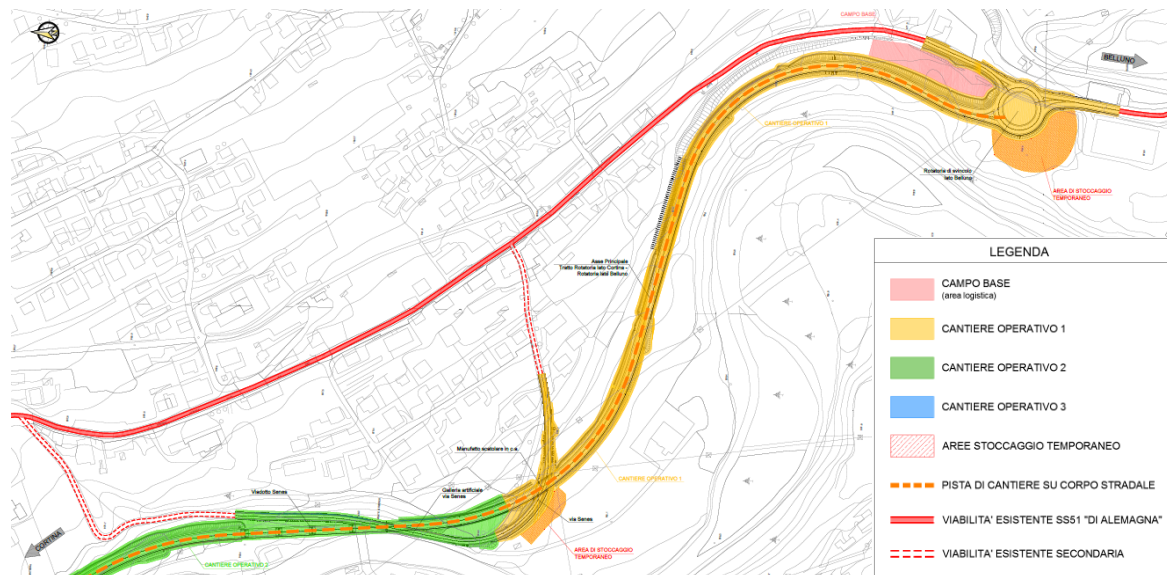 CAMPO BASE
BELLUNO
CANTIERE OPERATIVO 1
Rotatoria di svincolo
lato Belluno
AREA DI STOCCAGGIO
TEMPORANEO
Asse Principale
Tratto Rotatoria lato Cortina -
Rotatoria lato Belluno
LEGENDA
CAMPO BASE
(area logistica)
CANTIERE OPERATIVO 1
CANTIERE OPERATIVO 2
CANTIERE OPERATIVO 3
AREE STOCCAGGIO TEMPORANEO
PISTA DI CANTIERE SU CORPO STRADALE
VIABILITA' ESISTENTE SS51 "DI ALEMAGNA"
VIABILITA' ESISTENTE SECONDARIA
Manufatto scatolare in c.a.
CANTIERE OPERATIVO 1
Galleria artificiale
via Senes
Viadotto Senes
via Senes
CORTINA
AREA DI STOCCAGGIO
TEMPORANEO
CANTIERE OPERATIVO 2